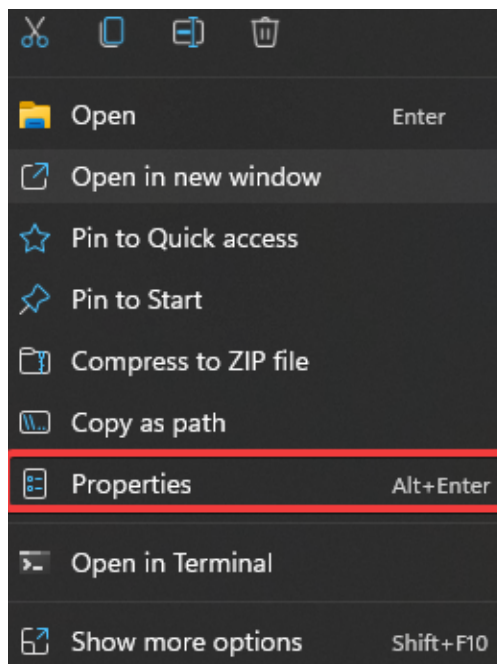 Open Enter
Open in new window
Pin to Quick access
Pin to Start
Compress to ZIP file
Copy as path
Properties Alt+Enter
Open in Terminal
Show more options Shift+F10